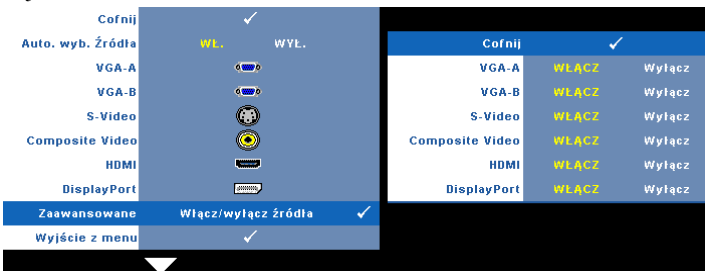 Cofnij
Auto. wyb. Źródła WŁ. WYŁ.
VGA-A
VGA-B
S-Video
Composite Video
HDMI
DisplayPort
Zaawansowane Włącz/wyłącz źródła
Wyjście z menu
Cofnij
VGA-A WŁĄCZ Wyłącz
VGA-B WŁĄCZ Wyłącz
S-Video WŁĄCZ Wyłącz
Composite Video WŁĄCZ Wyłącz
HDMI WŁĄCZ Wyłącz
DisplayPort WŁĄCZ Wyłącz